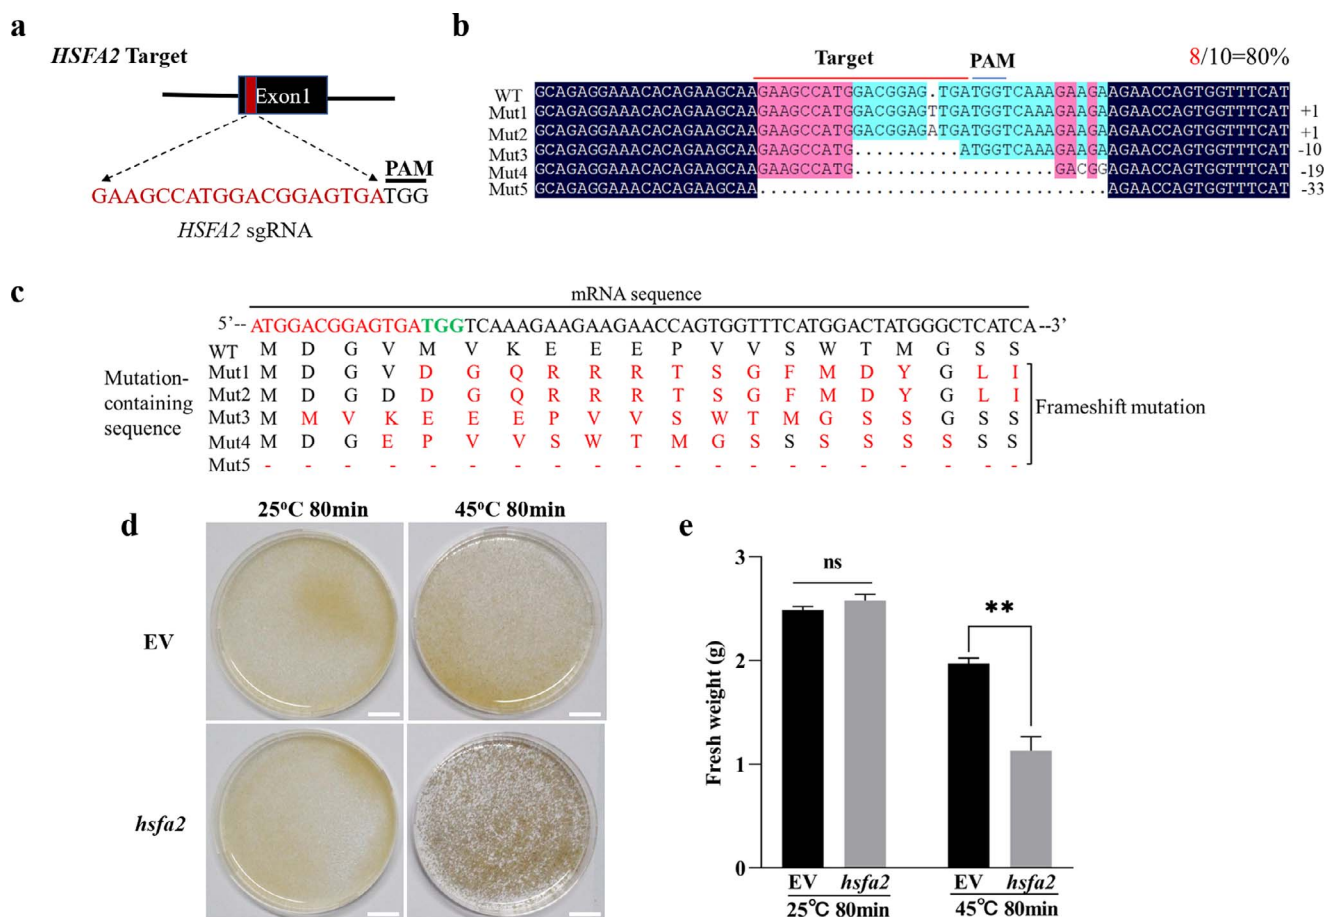 a
HSFA2 Target
Exon1
PAM
GAAGCCATGGACGGAGTGATGG
HSFA2 sgRNA
b
Target PAM 8/10=80%
WT GCAGAGGAAACACAGAAGCAAGAAGCCATGGACGGAG.TGATGGTCAAAGAAGAAGAACCAGTGGTTTCAT
Mut1 GCAGAGGAAACACAGAAGCAAGAAGCCATGGACGGAGTTGATGGTCAAAGAAGAAGAACCAGTGGTTTCAT +1
Mut2 GCAGAGGAAACACAGAAGCAAGAAGCCATGGACGGAGATGATGGTCAAAGAAGAAGAACCAGTGGTTTCAT +1
Mut3 GCAGAGGAAACACAGAAGCAAGAAGCCATG..........ATGGTCAAAGAAGAAGAACCAGTGGTTTCAT -10
Mut4 GCAGAGGAAACACAGAAGCAAGAAGCCATG...................GACGGAGAACCAGTGGTTTCAT -19
Mut5 GCAGAGGAAACACAGAAGCAA.................................AGAACCAGTGGTTTCAT -33
c
mRNA sequence
5’-- ATGGACGGAGTGATGGTCAAAGAAGAAGAACCAGTGGTTTCATGGACTATGGGCTCATCA --3’
WT M D G V M V K E E E P V V S W T M G S S
Mutation-containing sequence
Mut1 M D G V D G Q R R R T S G F M D Y G L I
Mut2 M D G D D G Q R R R T S G F M D Y G L I
Mut3 M M V K E E E P V V S W T M G S S G S S
Mut4 M D G E P V V S W T M G S S S S S S S S
Mut5 - - - - - - - - - - - - - - - - - - - -
Frameshift mutation
d
25°C 80min 45°C 80min
EV
hsfa2
e
Fresh weight (g)
3
2
1
0
ns
**
EV hsfa2 EV hsfa2
25℃ 80min 45℃ 80min